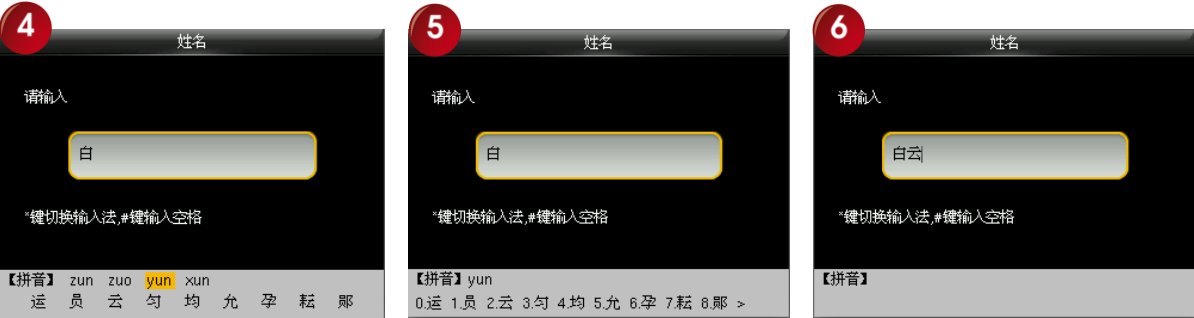 4
姓名
请输入
白
*键切换输入法,#键输入空格
【拼音】 zun zuo yun xun
运 员 云 匀 均 允 孕 耘 郧
5
姓名
请输入
白
*键切换输入法,#键输入空格
【拼音】yun
0.运 1.员 2.云 3.匀 4.均 5.允 6.孕 7.耘 8.郧 >
6
姓名
请输入
白云
*键切换输入法,#键输入空格
【拼音】